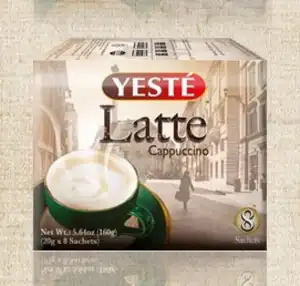 YESTÉ
Latte
Cappuccino
Net Wt.: 5.64oz (160g)
(20g x 8 Sachets)
8
Sachets